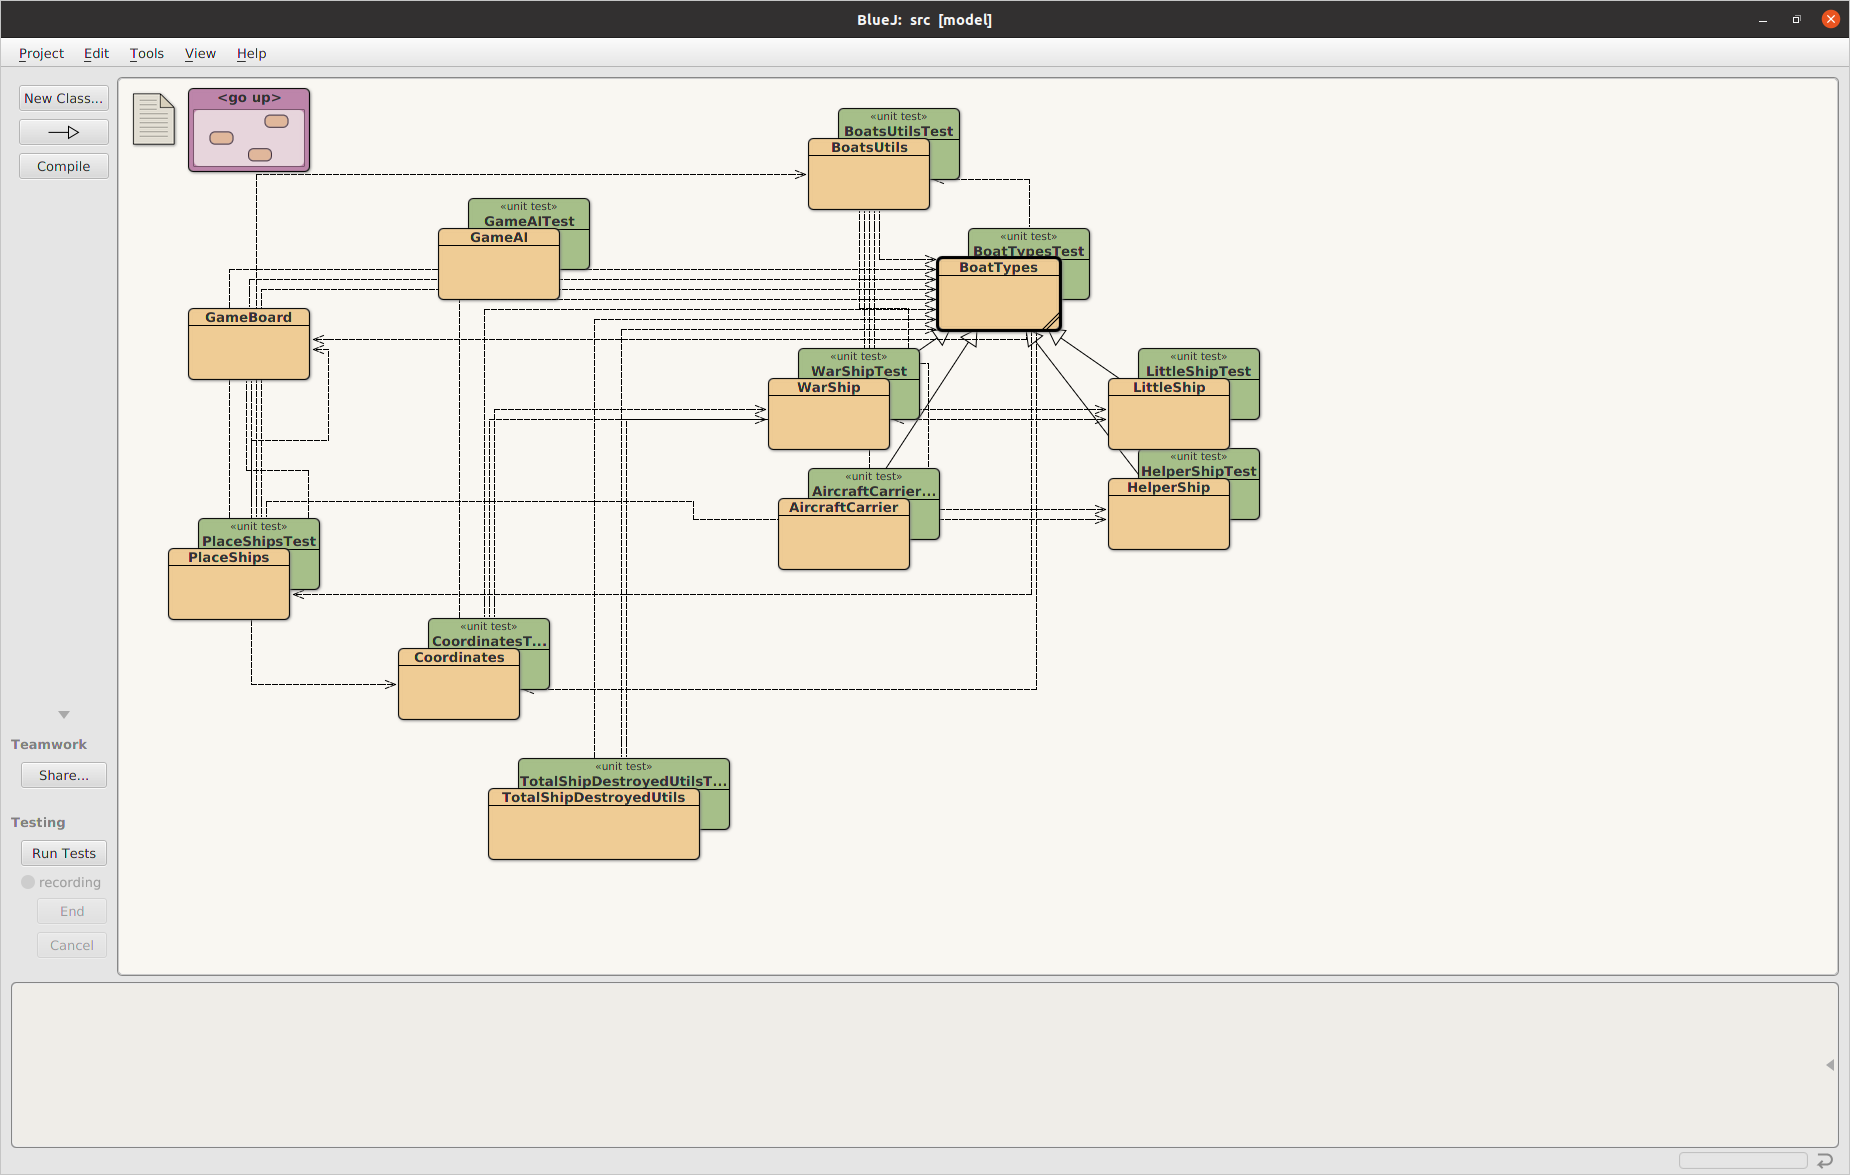 BlueJ: src [model]
Project Edit Tools View Help
New Class...
Compile
<go up>
«unit test»
BoatsUtilsTest
BoatsUtils
«unit test»
GameAITest
GameAI
«unit test»
BoatTypesTest
BoatTypes
GameBoard
«unit test»
WarShipTest
WarShip
«unit test»
LittleShipTest
LittleShip
«unit test»
HelperShipTest
HelperShip
«unit test»
AircraftCarrier...
AircraftCarrier
«unit test»
PlaceShipsTest
PlaceShips
«unit test»
CoordinatesT...
Coordinates
«unit test»
TotalShipDestroyedUtilsT...
TotalShipDestroyedUtils
Teamwork
Share...
Testing
Run Tests
recording
End
Cancel